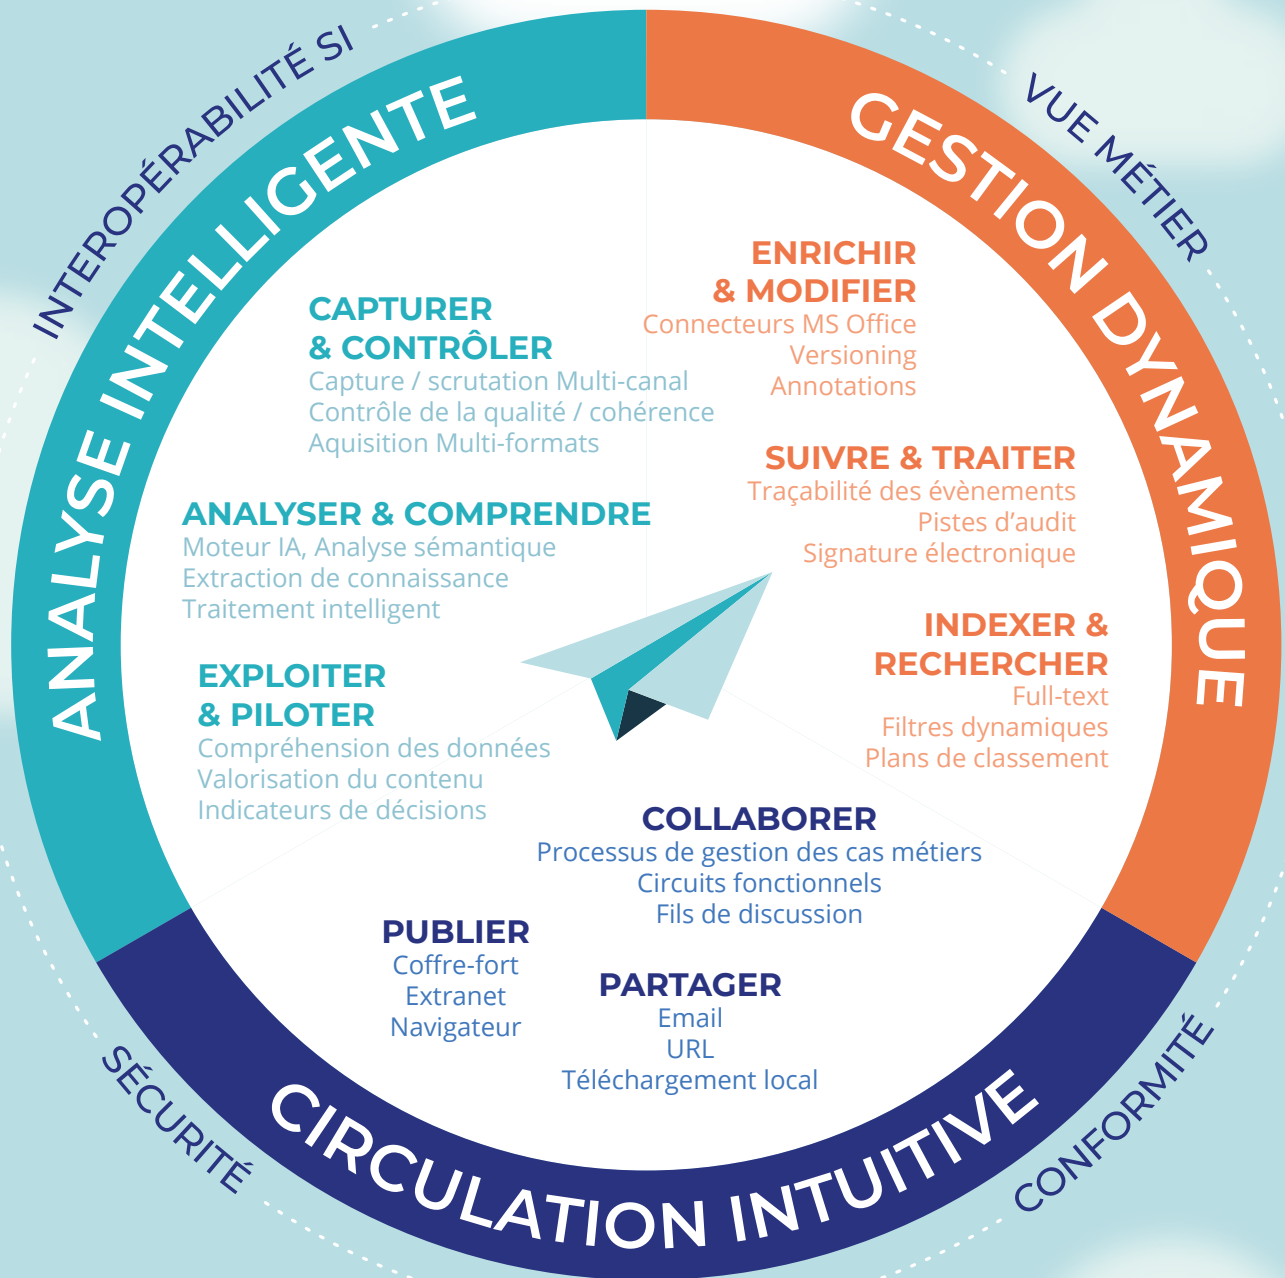 INTEROPÉRABILITÉ SI
VUE MÉTIER
ANALYSE INTELLIGENTE
GESTION DYNAMIQUE
CAPTURER
& CONTRÔLER
Capture / scrutation Multi-canal
Contrôle de la qualité / cohérence
Aquisition Multi-formats
ANALYSER & COMPRENDRE
Moteur IA, Analyse sémantique
Extraction de connaissance
Traitement intelligent
EXPLOITER
& PILOTER
Compréhension des données
Valorisation du contenu
Indicateurs de décisions
ENRICHIR
& MODIFIER
Connecteurs MS Office
Versioning
Annotations
SUIVRE & TRAITER
Traçabilité des évènements
Pistes d’audit
Signature électronique
INDEXER &
RECHERCHER
Full-text
Filtres dynamiques
Plans de classement
COLLABORER
Processus de gestion des cas métiers
Circuits fonctionnels
Fils de discussion
PUBLIER
Coffre-fort
Extranet
Navigateur
PARTAGER
Email
URL
Téléchargement local
CIRCULATION INTUITIVE
SÉCURITÉ
CONFORMITÉ